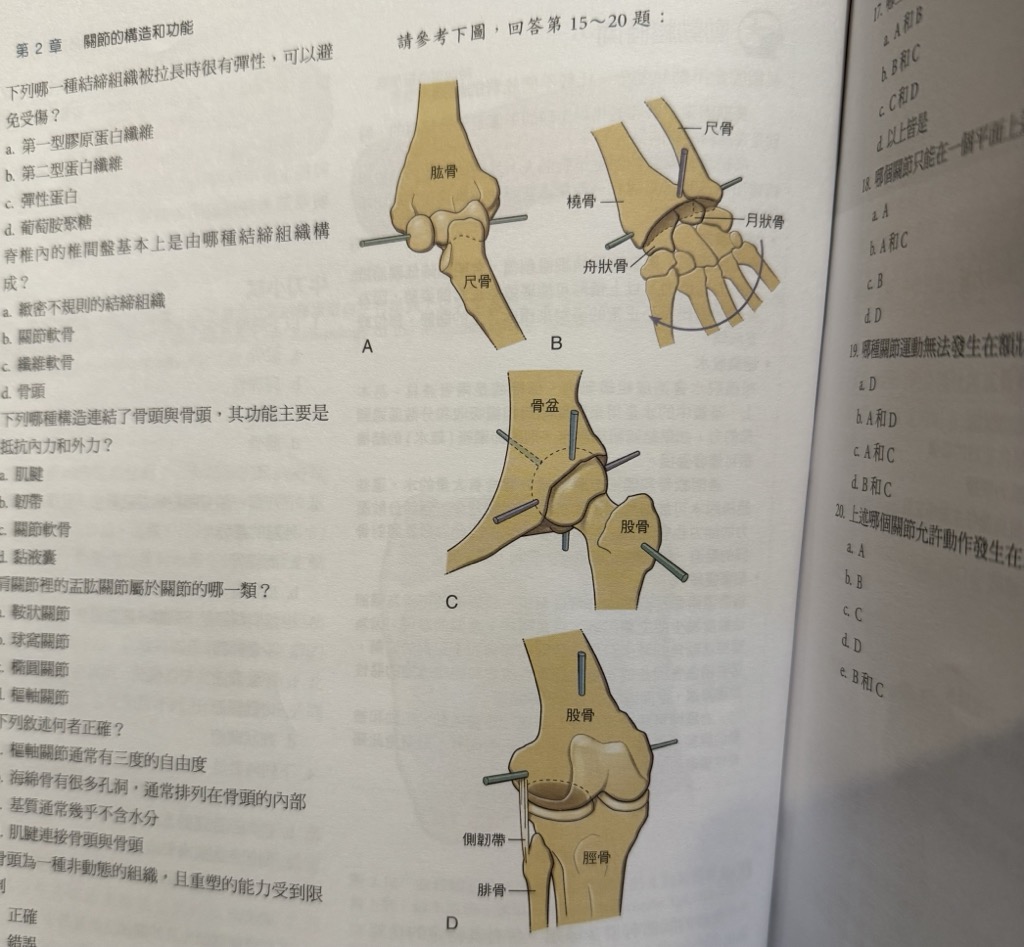 第 2 章 關節的構造和功能
下列哪一種結締組織被拉長時很有彈性，可以避
免受傷？
a. 第一型膠原蛋白纖維
b. 第二型蛋白纖維
c. 彈性蛋白
d. 葡萄胺聚糖
脊椎內的椎間盤基本上是由哪種結締組織構
成？
a. 緻密不規則的結締組織
b. 關節軟骨
c. 纖維軟骨
d. 骨頭
下列哪種構造連結了骨頭與骨頭，其功能主要是
抵抗內力和外力？
a. 肌腱
b. 韌帶
c. 關節軟骨
d. 黏液囊
肩關節裡的盂肱關節屬於關節的哪一類？
鞍狀關節
球窩關節
橢圓關節
樞軸關節
下列敘述何者正確？
樞軸關節通常有三度的自由度
海綿骨有很多孔洞，通常排列在骨頭的內部
基質通常幾乎不含水分
肌腱連接骨頭與骨頭
骨頭為一種非動態的組織，且重塑的能力受到限
正確
錯誤
請參考下圖，回答第 15～20 題：
肱骨
尺骨
A
尺骨
橈骨
月狀骨
舟狀骨
B
骨盆
股骨
C
股骨
側韌帶
脛骨
腓骨
D
17.
a. A和B
b. B和C
c. C和D
d. 以上皆是
18. 哪個關節只能在一個平面上
a. A
b. A和C
c. B
d. D
19. 哪種關節運動無法發生在額狀
a. D
b. A和D
c. A和C
d. B和C
20. 上述哪個關節允許動作發生在
a. A
b. B
c. C
d. D
e. B和C